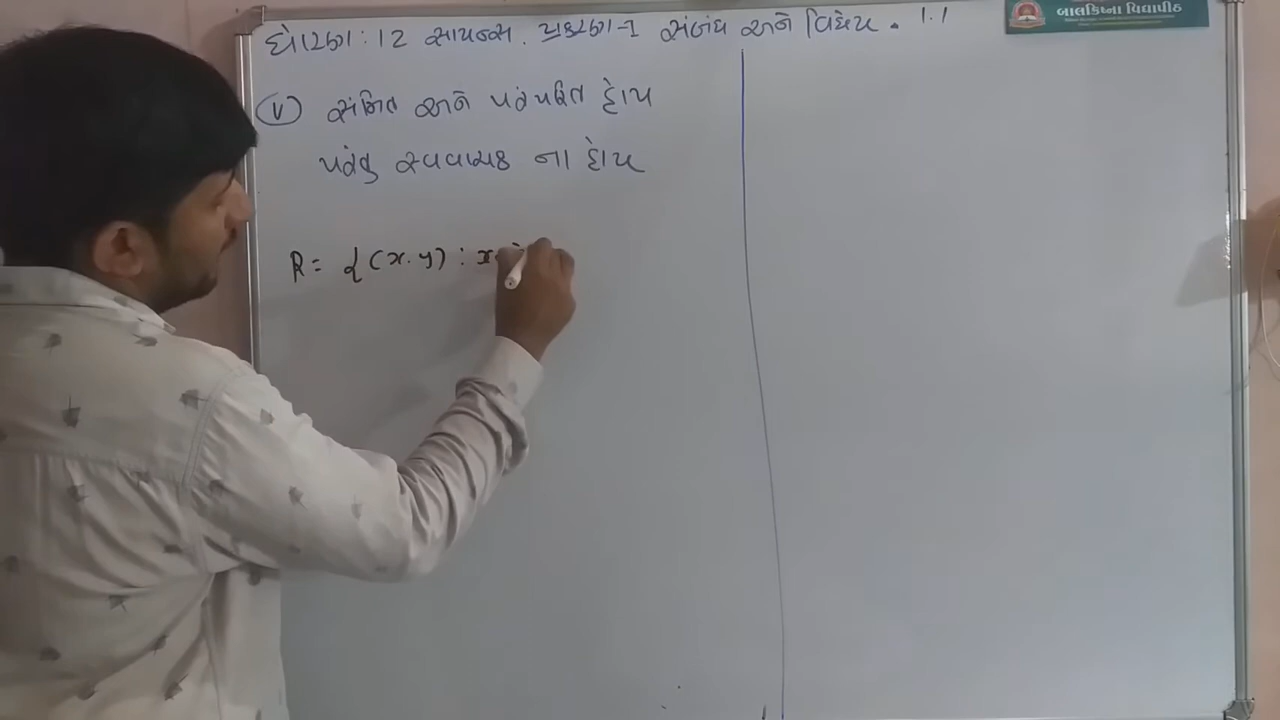 ધોરણ : 12 સાયન્સ. પ્રકરણ-1 સંબંધ અને વિધેય. 1.1
બાલક્રિષ્ના વિદ્યાપીઠ
(V) સંમિત અને પરંપરિત હોય
પરંતુ સ્વવાચક ના હોય
R = {(x.y) : x